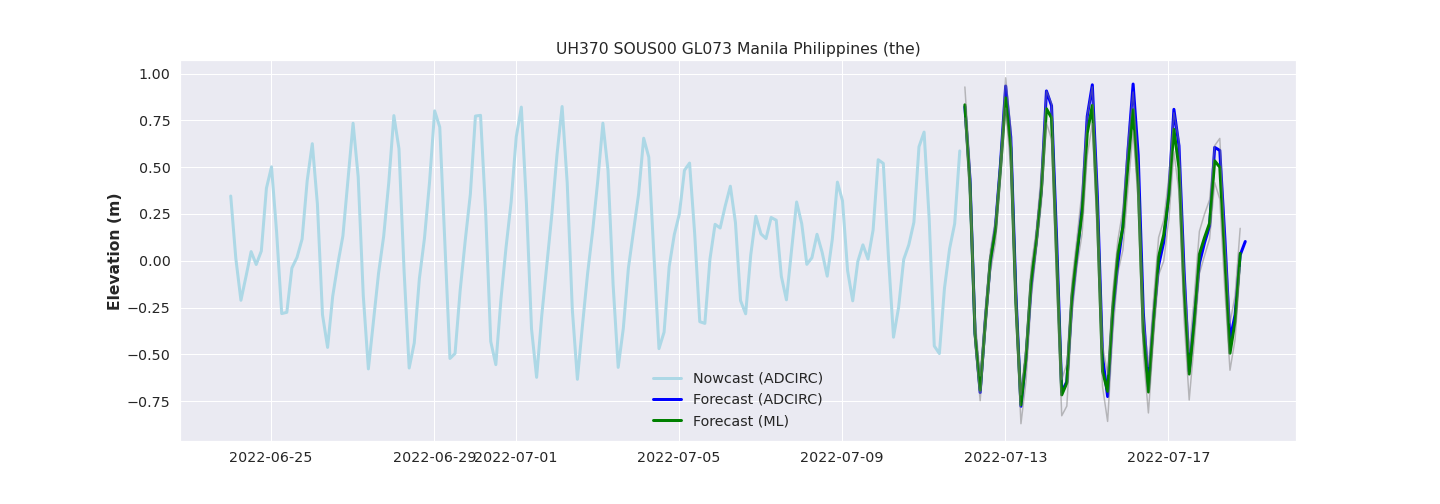 UH370 SOUS00 GL073 Manila Philippines (the)
1.00
0.75
0.50
0.25
0.00
−0.25
−0.50
−0.75
Elevation (m)
Nowcast (ADCIRC)
Forecast (ADCIRC)
Forecast (ML)
2022-06-25 2022-06-29 2022-07-01 2022-07-05 2022-07-09 2022-07-13 2022-07-17